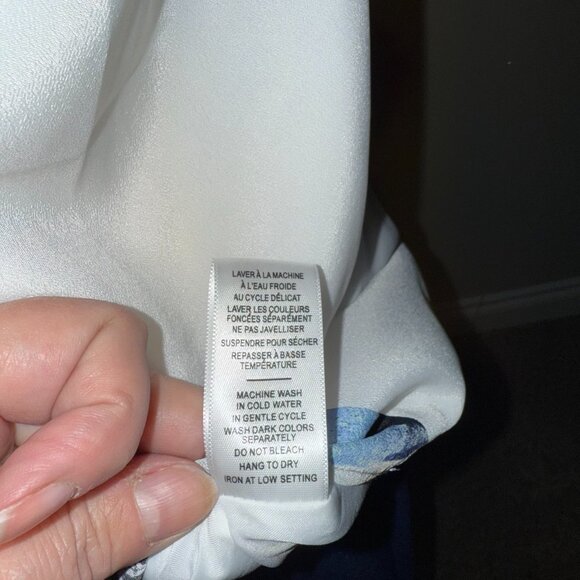 LAVER À LA MACHINE
À L'EAU FROIDE
AU CYCLE DÉLICAT
LAVER LES COULEURS
FONCÉES SÉPARÉMENT
NE PAS JAVELLISER
SUSPENDRE POUR SÉCHER
REPASSER À BASSE
TEMPÉRATURE
MACHINE WASH
IN COLD WATER
IN GENTLE CYCLE
WASH DARK COLORS
SEPARATELY
DO NOT BLEACH
HANG TO DRY
IRON AT LOW SETTING